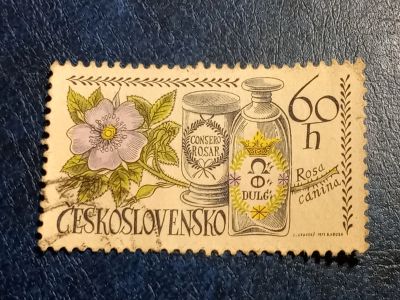 60
h
CONSERV
ROSAR
DULC
Rosa
canina
ČESKOSLOVENSKO